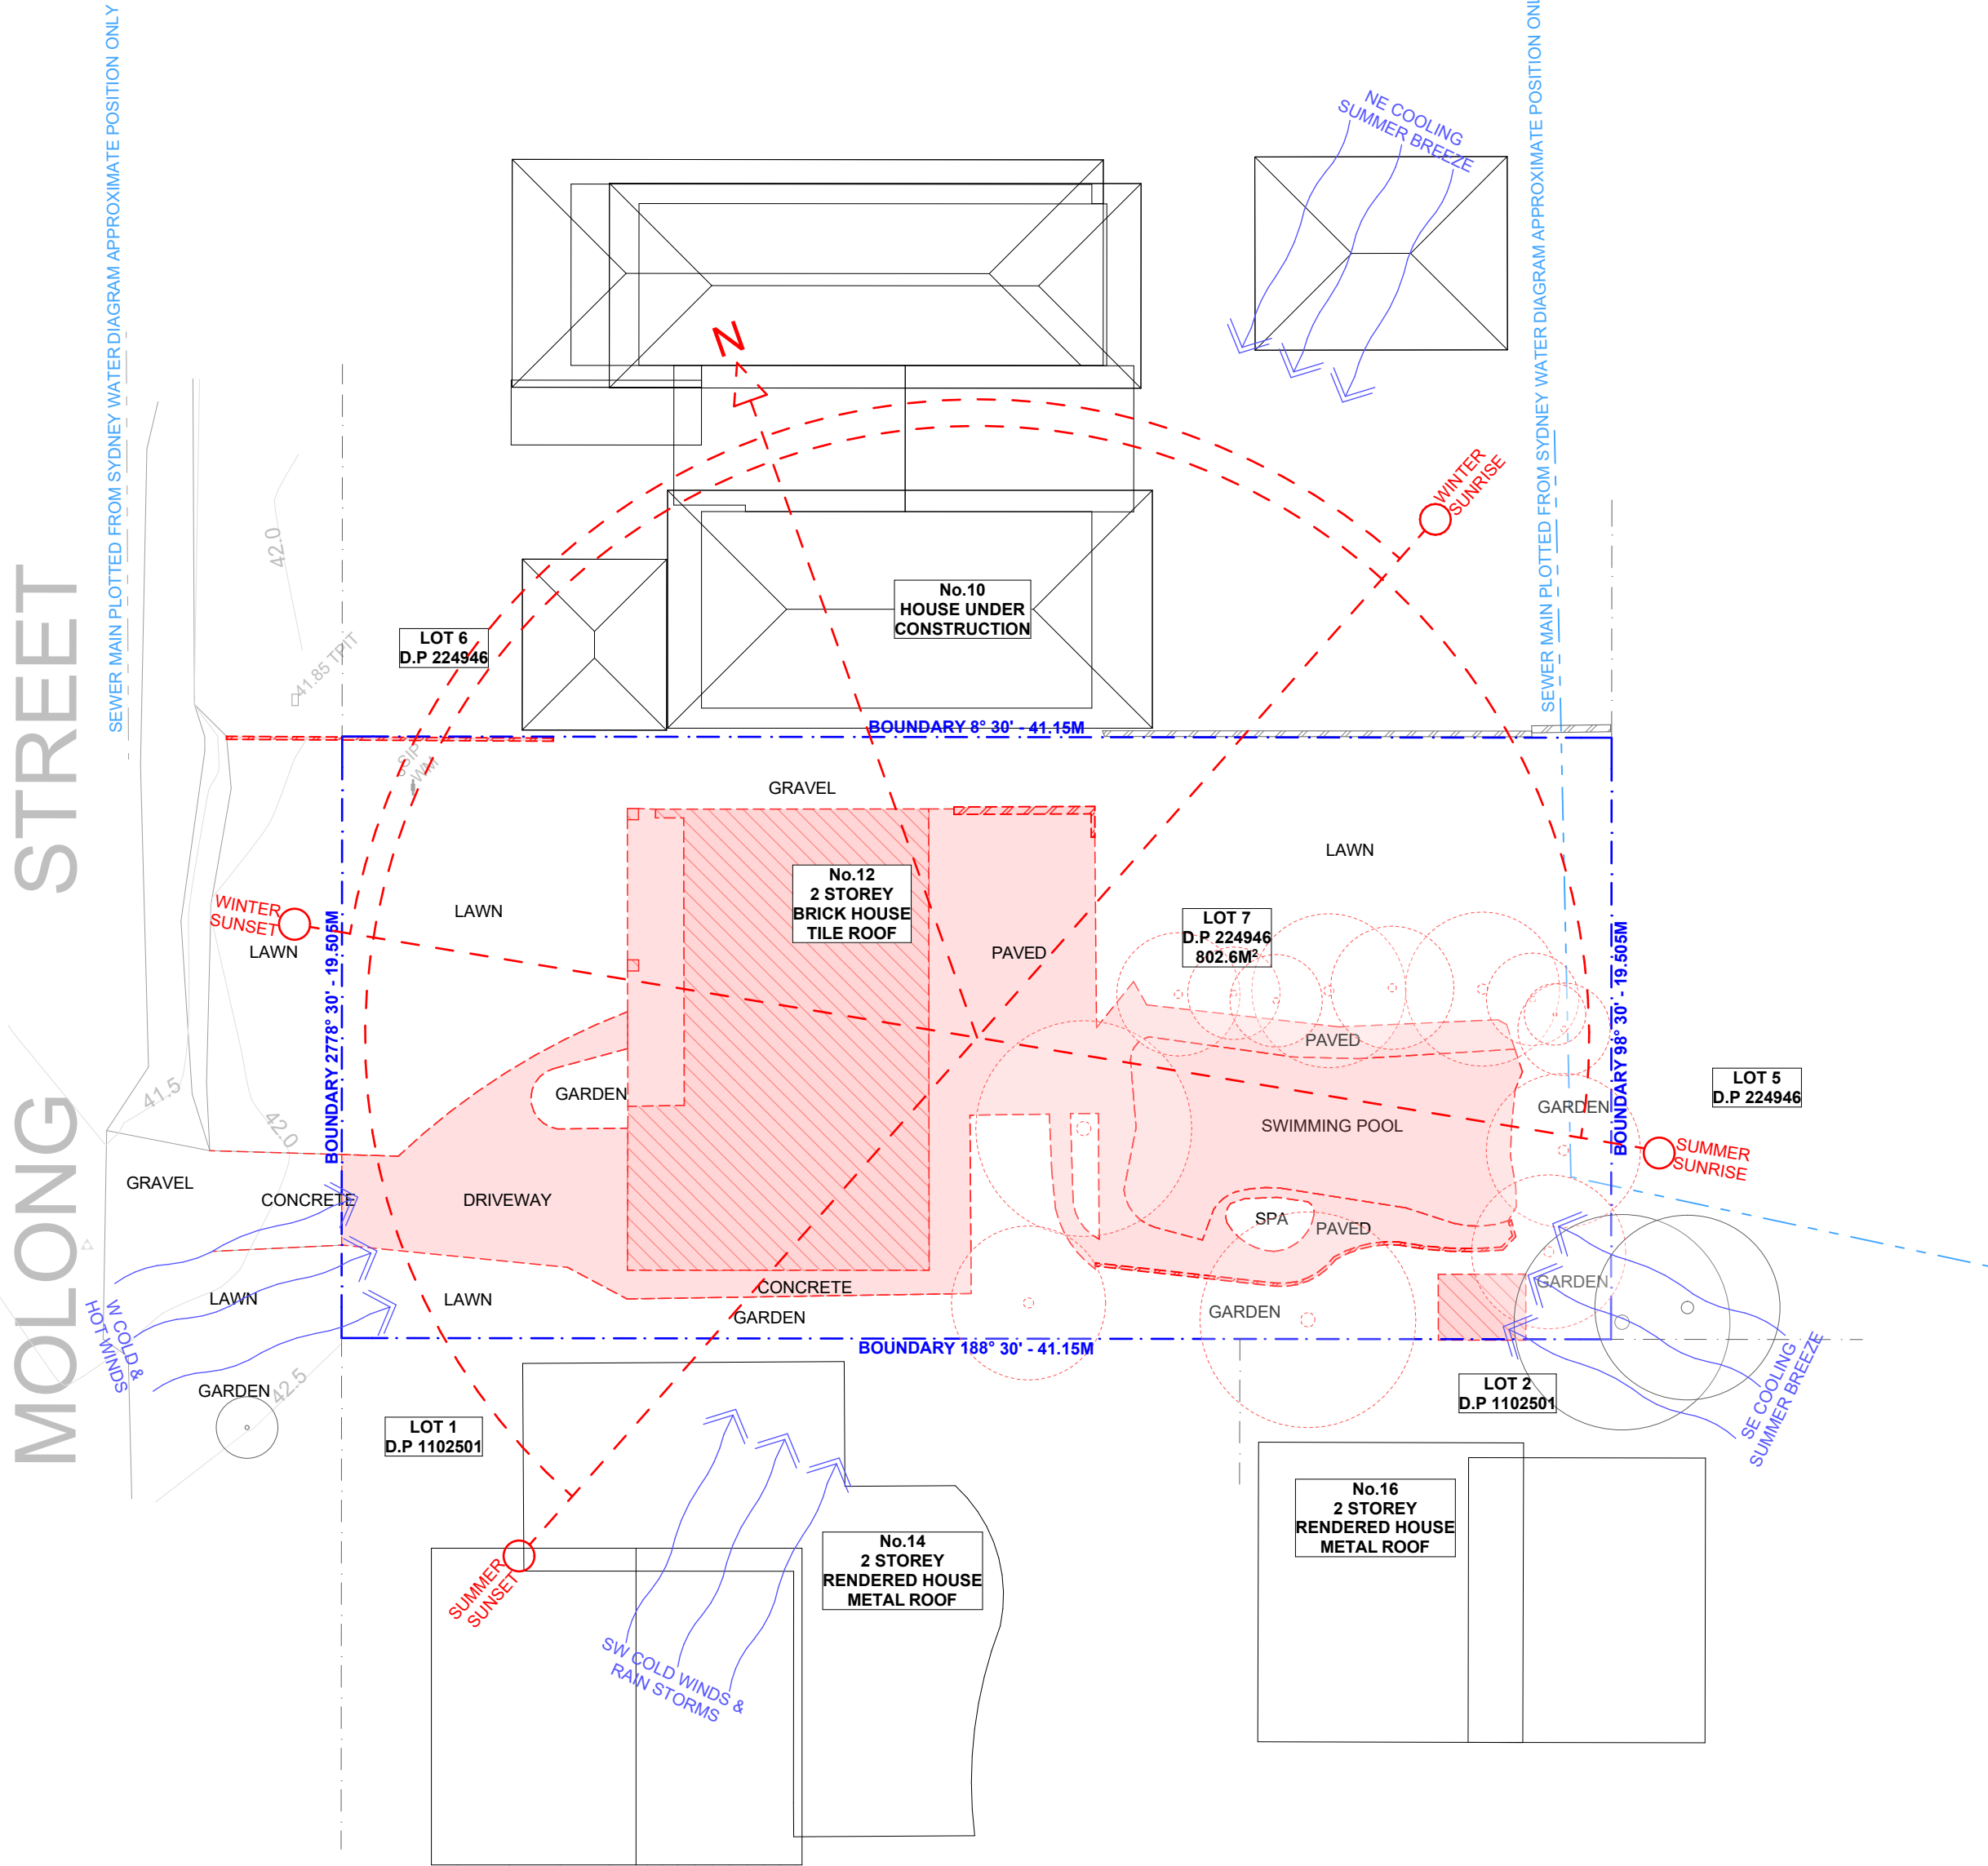 SEWER MAIN PLOTTED FROM SYDNEY WATER DIAGRAM APPROXIMATE POSITION ONLY
SEWER MAIN PLOTTED FROM SYDNEY WATER DIAGRAM APPROXIMATE POSITION ONLY
NE COOLING
SUMMER BREEZE
N
WINTER
SUNRISE
42.0
No.10
HOUSE UNDER
CONSTRUCTION
LOT 6
D.P 224946
41.85 TPIT
STREET
MOLONG
BOUNDARY 8° 30' - 41.15M
WM
GRAVEL
LAWN
No.12
2 STOREY
BRICK HOUSE
TILE ROOF
WINTER
SUNSET
LAWN
LAWN
BOUNDARY 2778° 30' - 19.505M
PAVED
LOT 7
D.P 224946
802.6M²
BOUNDARY 98° 30' - 19.505M
PAVED
LOT 5
D.P 224946
41.5
42.0
GARDEN
GARDEN
SWIMMING POOL
SUMMER
SUNRISE
GRAVEL
CONCRETE
DRIVEWAY
SPA
PAVED
CONCRETE
GARDEN
LAWN
LAWN
GARDEN
GARDEN
W COLD &
HOT WINDS
BOUNDARY 188° 30' - 41.15M
GARDEN
42.5
LOT 1
D.P 1102501
LOT 2
D.P 1102501
SE COOLING
SUMMER BREEZE
No.14
2 STOREY
RENDERED HOUSE
METAL ROOF
No.16
2 STOREY
RENDERED HOUSE
METAL ROOF
SUMMER
SUNSET
SW COLD WINDS &
RAIN STORMS